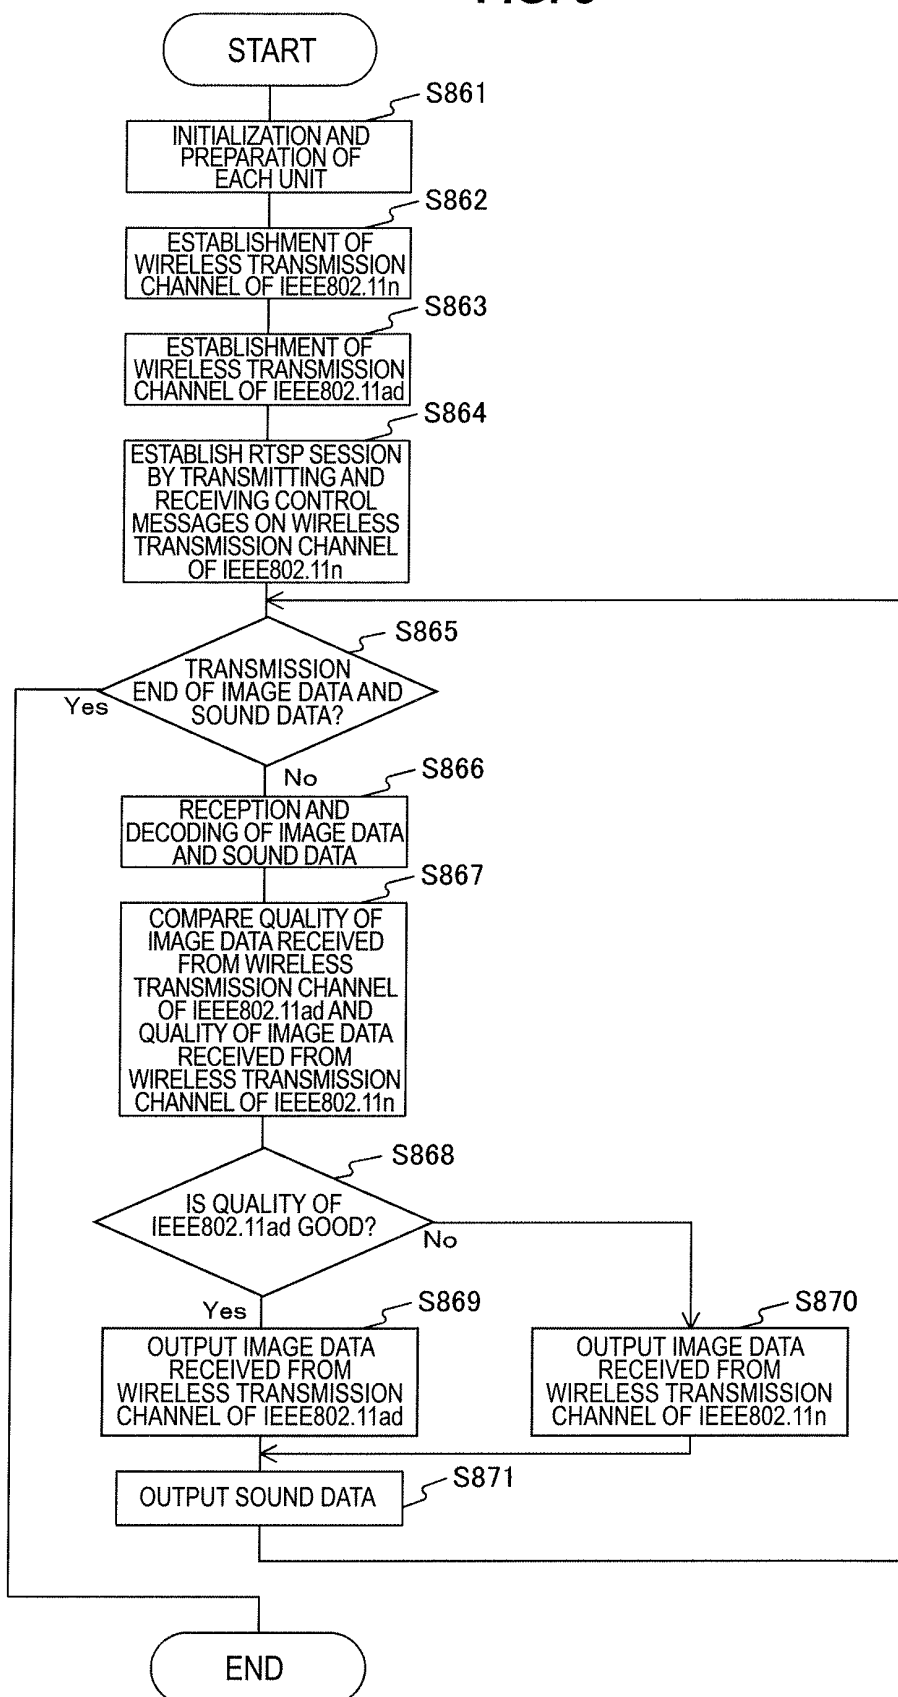 START
S861
INITIALIZATION AND
PREPARATION OF
EACH UNIT
S862
ESTABLISHMENT OF
WIRELESS TRANSMISSION
CHANNEL OF IEEE802.11n
S863
ESTABLISHMENT OF
WIRELESS TRANSMISSION
CHANNEL OF IEEE802.11ad
S864
ESTABLISH RTSP SESSION
BY TRANSMITTING AND
RECEIVING CONTROL
MESSAGES ON WIRELESS
TRANSMISSION CHANNEL
OF IEEE802.11n
S865
TRANSMISSION
END OF IMAGE DATA AND
SOUND DATA?
Yes
No
S866
RECEPTION AND
DECODING OF IMAGE DATA
AND SOUND DATA
S867
COMPARE QUALITY OF
IMAGE DATA RECEIVED
FROM WIRELESS
TRANSMISSION CHANNEL
OF IEEE802.11ad AND
QUALITY OF IMAGE DATA
RECEIVED FROM
WIRELESS TRANSMISSION
CHANNEL OF IEEE802.11n
S868
IS QUALITY OF
IEEE802.11ad GOOD?
No
Yes
S869
OUTPUT IMAGE DATA
RECEIVED FROM
WIRELESS TRANSMISSION
CHANNEL OF IEEE802.11ad
S870
OUTPUT IMAGE DATA
RECEIVED FROM
WIRELESS TRANSMISSION
CHANNEL OF IEEE802.11n
S871
OUTPUT SOUND DATA
END